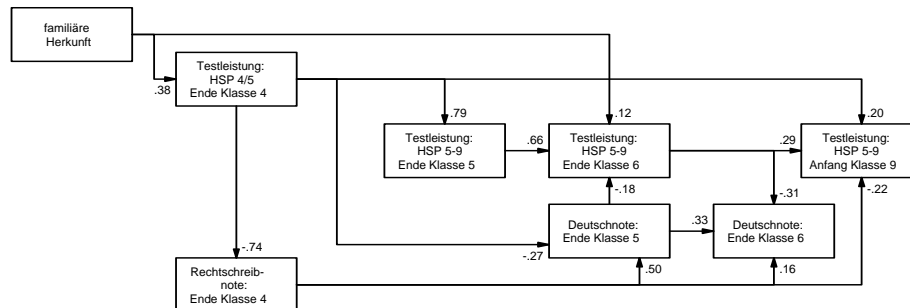 familiäre
Herkunft
.38
Testleistung:
HSP 4/5
Ende Klasse 4
.79
.12
.20
Testleistung:
HSP 5-9
Ende Klasse 5
.66
Testleistung:
HSP 5-9
Ende Klasse 6
.29
Testleistung:
HSP 5-9
Anfang Klasse 9
-.18
-.31
-.22
Deutschnote:
Ende Klasse 5
.33
Deutschnote:
Ende Klasse 6
-.74
-.27
.50
.16
Rechtschreib-
note:
Ende Klasse 4